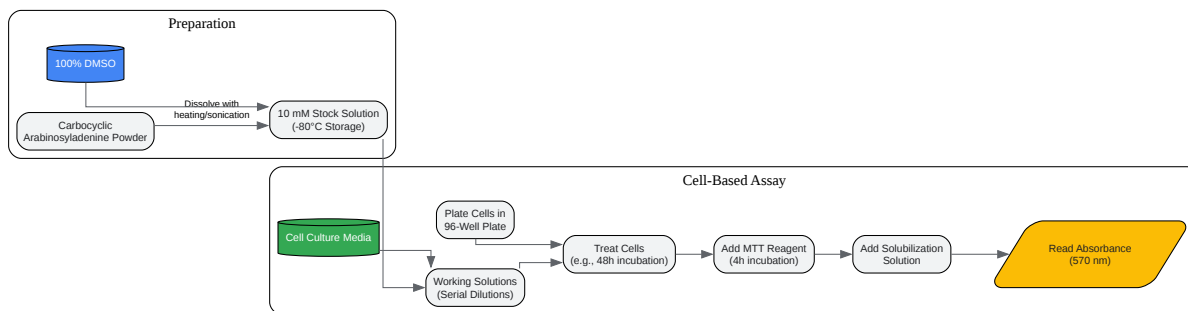 Preparation
100% DMSO
Dissolve with
heating/sonication
Carbocyclic
Arabinosyladenine Powder
10 mM Stock Solution
(-80°C Storage)
Cell-Based Assay
Cell Culture Media
Plate Cells in
96-Well Plate
Working Solutions
(Serial Dilutions)
Treat Cells
(e.g., 48h incubation)
Add MTT Reagent
(4h incubation)
Add Solubilization
Solution
Read Absorbance
(570 nm)